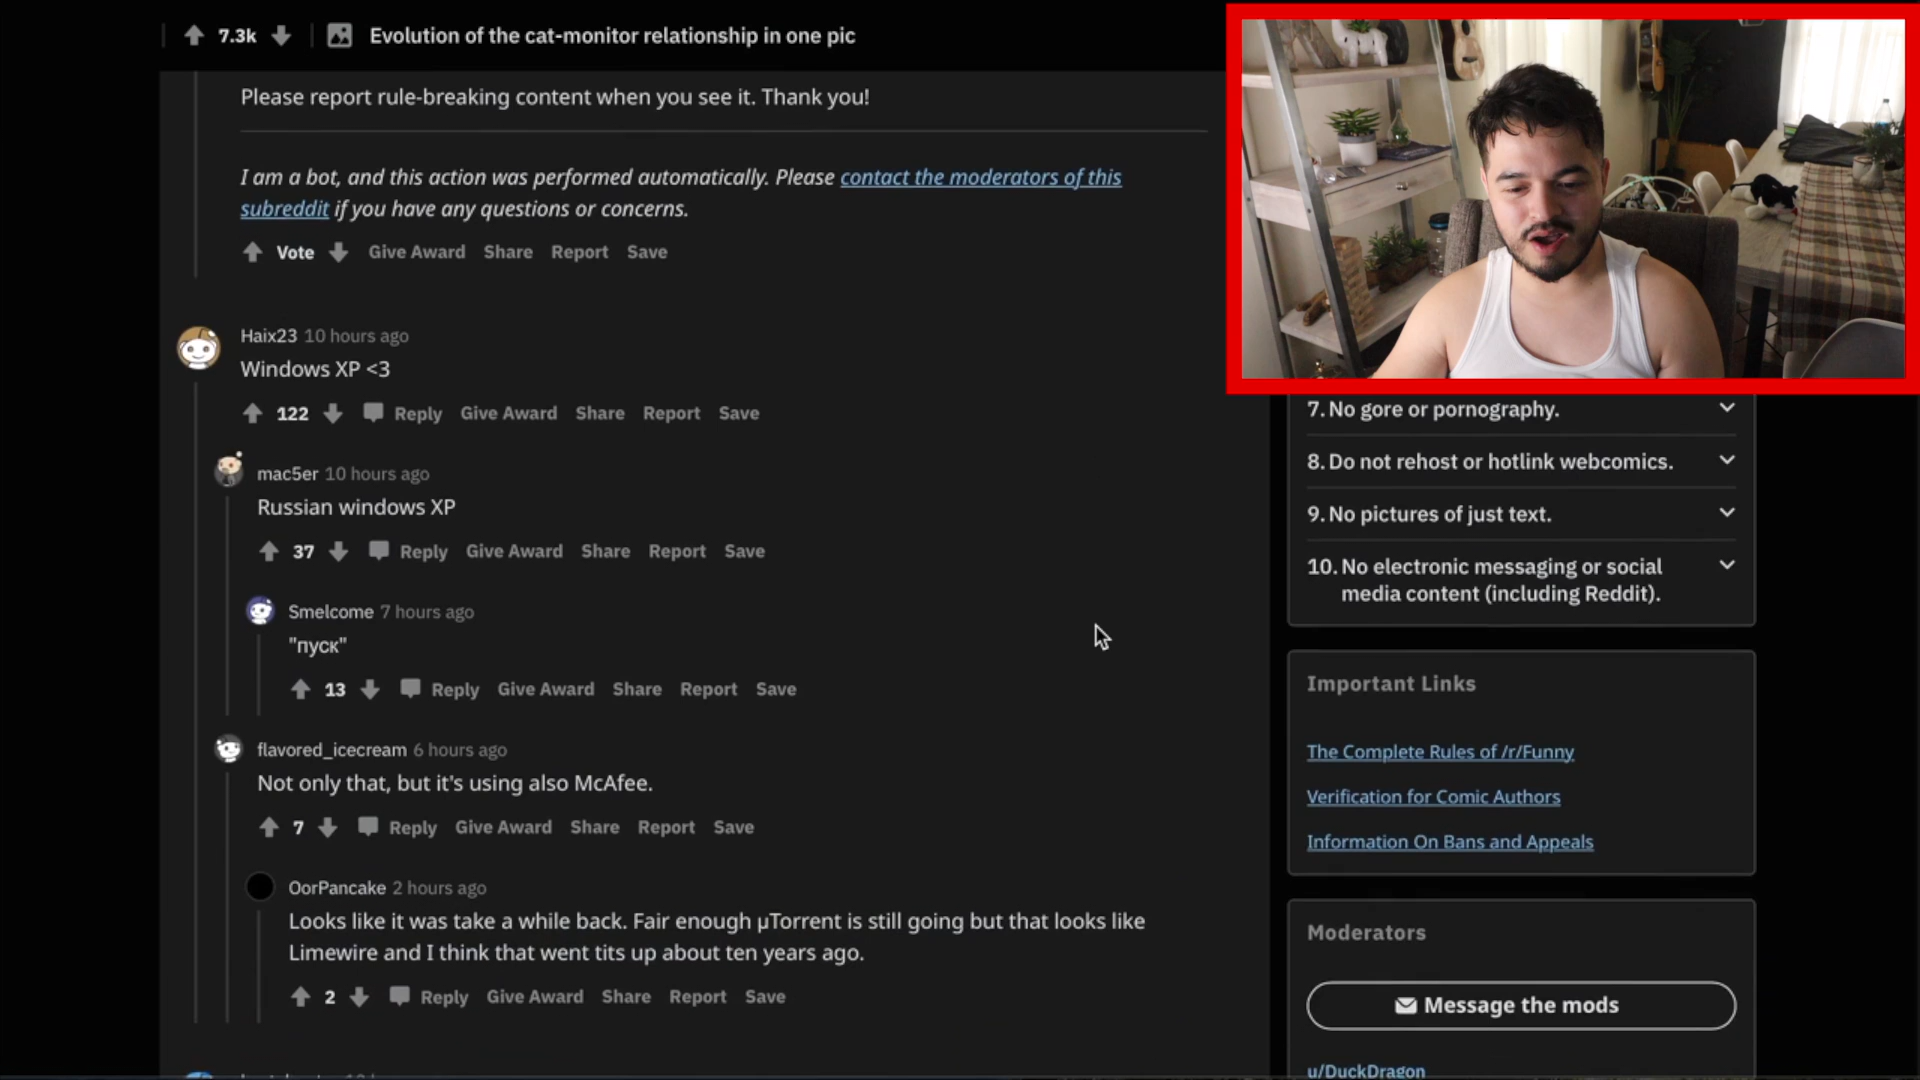 7.3k Evolution of the cat-monitor relationship in one pic
Please report rule-breaking content when you see it. Thank you!
I am a bot, and this action was performed automatically. Please contact the moderators of this
subreddit if you have any questions or concerns.
Vote Give Award Share Report Save
Haix23 10 hours ago
Windows XP <3
122 Reply Give Award Share Report Save
mac5er 10 hours ago
Russian windows XP
37 Reply Give Award Share Report Save
Smelcome 7 hours ago
"пуск"
13 Reply Give Award Share Report Save
flavored_icecream 6 hours ago
Not only that, but it's using also McAfee.
7 Reply Give Award Share Report Save
OorPancake 2 hours ago
Looks like it was take a while back. Fair enough µTorrent is still going but that looks like
Limewire and I think that went tits up about ten years ago.
2 Reply Give Award Share Report Save
7. No gore or pornography.
8. Do not rehost or hotlink webcomics.
9. No pictures of just text.
10. No electronic messaging or social
media content (including Reddit).
Important Links
The Complete Rules of /r/Funny
Verification for Comic Authors
Information On Bans and Appeals
Moderators
Message the mods
u/DuckDragon